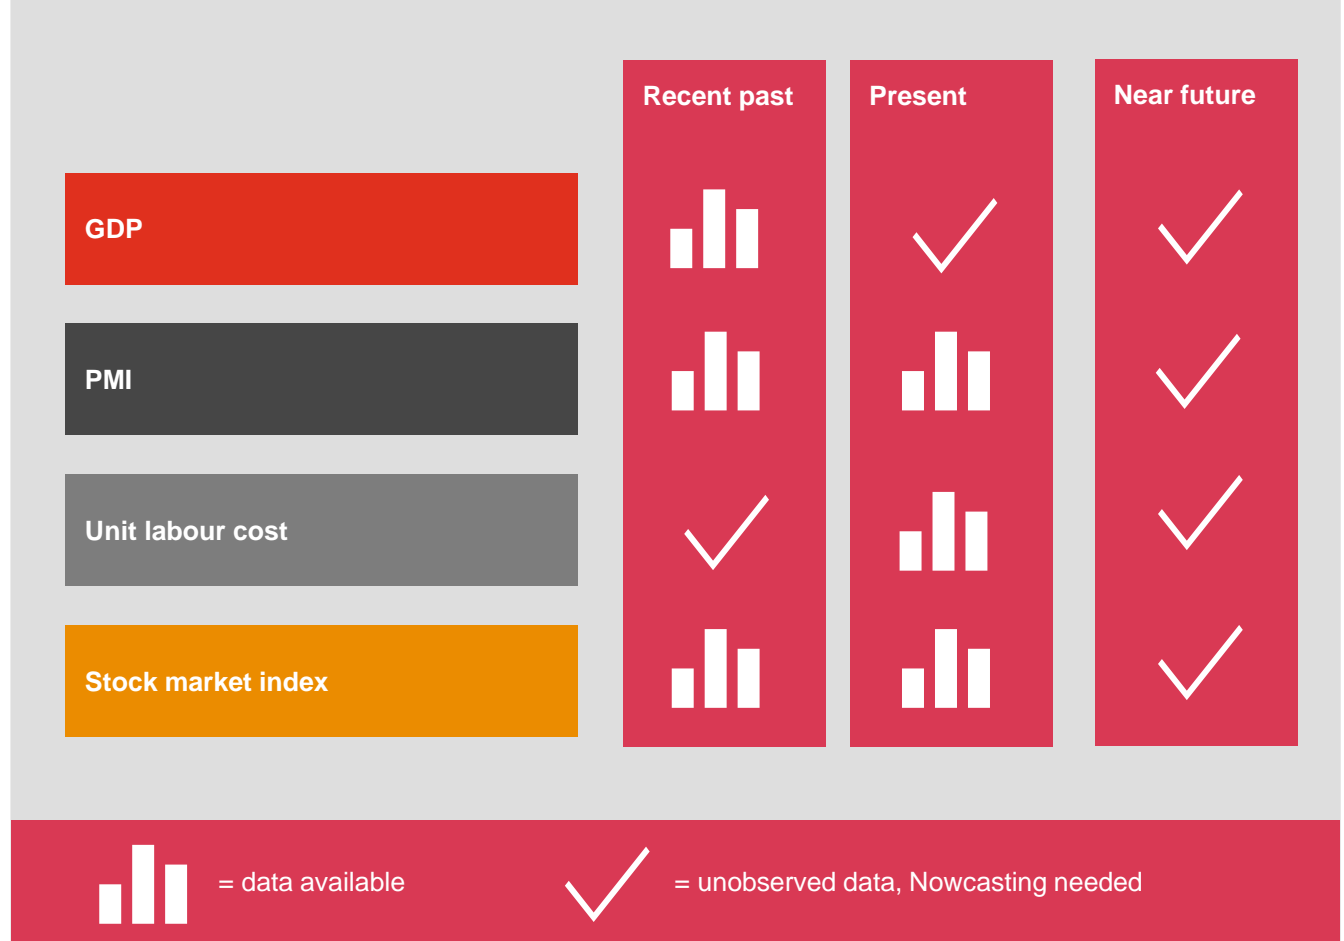 Recent past
Present
Near future
GDP
PMI
Unit labour cost
Stock market index
= data available
= unobserved data, Nowcasting needed